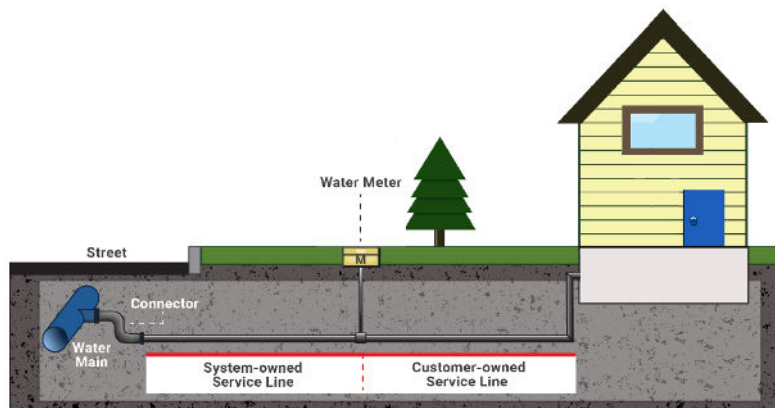 Water Meter
Street
M
Connector
Water
Main
System-owned
Service Line
Customer-owned
Service Line